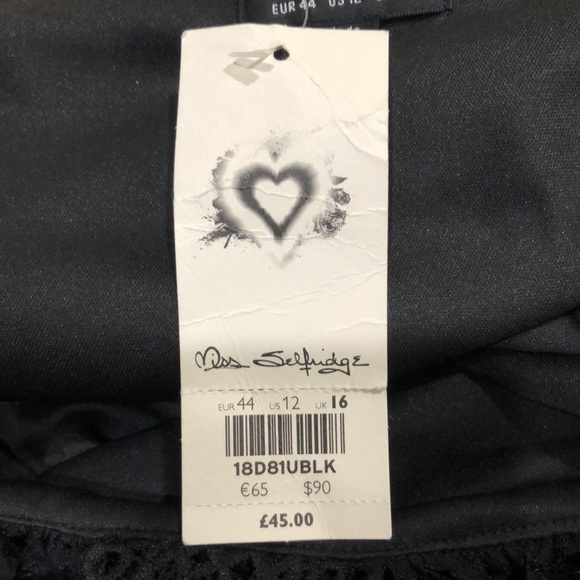 EUR 44 US 12
Miss Selfridge
EUR 44 US 12 UK 16
18D81UBLK
€65 $90
£45.00